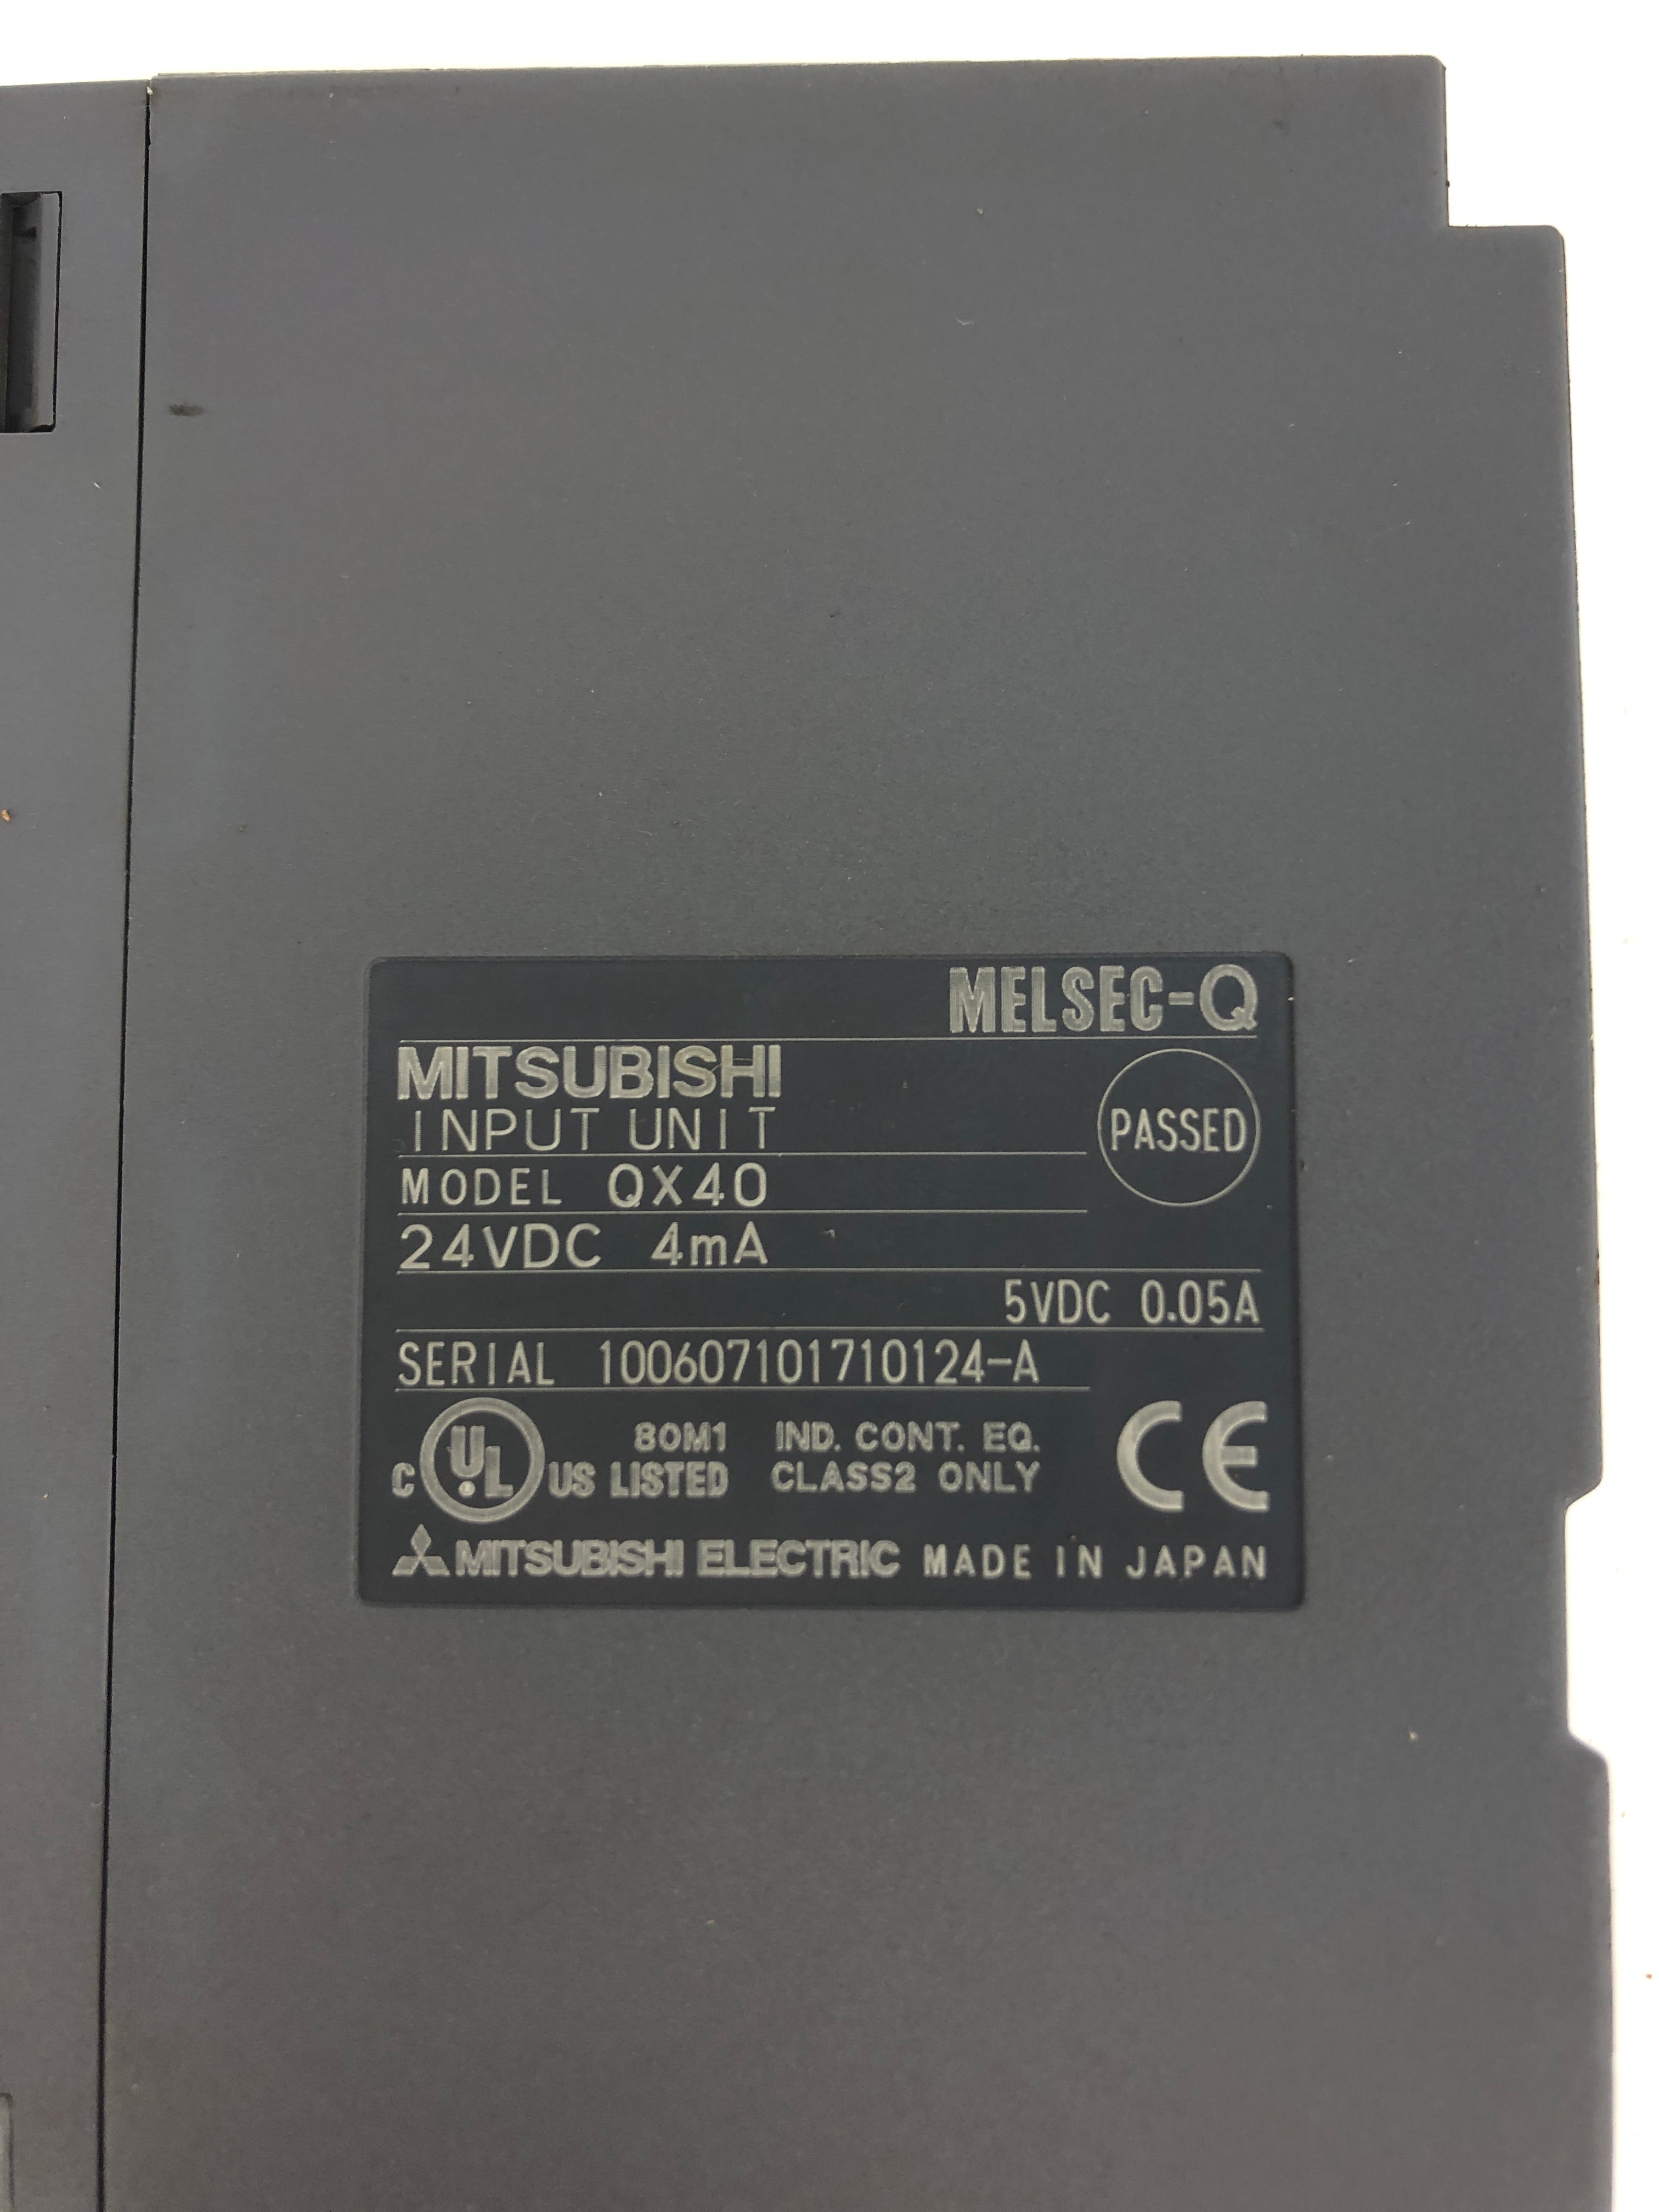 MELSEC-Q
MITSUBISHI
INPUT UNIT
PASSED
MODEL QX40
24VDC 4mA
5VDC 0.05A
SERIAL 100607101710124-A
C UL US LISTED
80M1 IND. CONT. EQ.
CLASS2 ONLY
CE
MITSUBISHI ELECTRIC MADE IN JAPAN